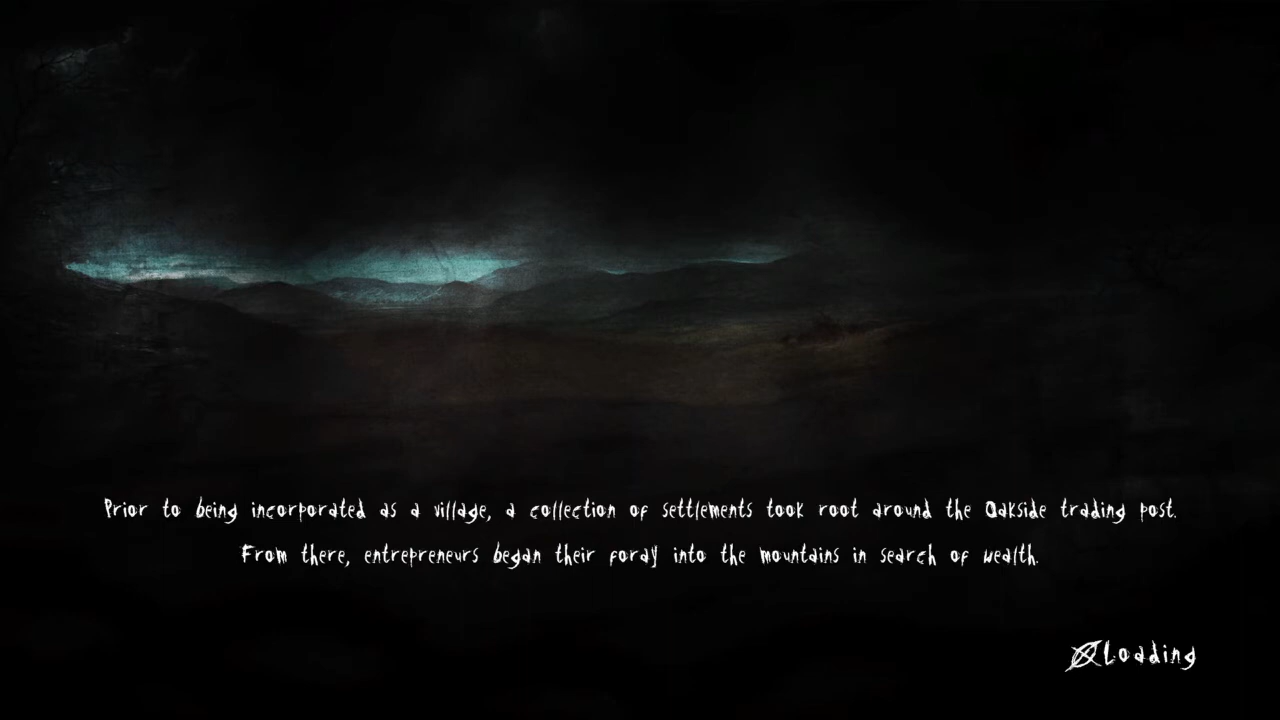 Prior to being incorporated as a village, a collection of settlements took root around the Oakside trading post.
From there, entrepreneurs began their foray into the mountains in search of wealth.
Loading